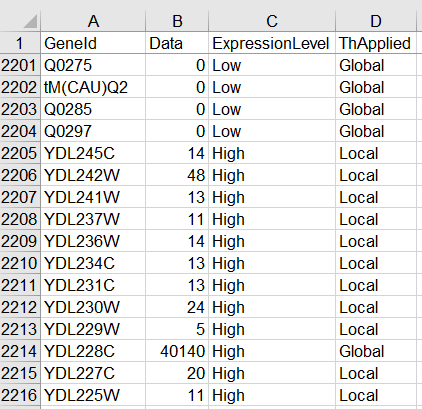 A B C D
1 GeneId Data ExpressionLevel ThApplied
2201 Q0275 0 Low Global
2202 tM(CAU)Q2 0 Low Global
2203 Q0285 0 Low Global
2204 Q0297 0 Low Global
2205 YDL245C 14 High Local
2206 YDL242W 48 High Local
2207 YDL241W 13 High Local
2208 YDL237W 11 High Local
2209 YDL236W 14 High Local
2210 YDL234C 13 High Local
2211 YDL231C 13 High Local
2212 YDL230W 24 High Local
2213 YDL229W 5 High Local
2214 YDL228C 40140 High Global
2215 YDL227C 20 High Local
2216 YDL225W 11 High Local